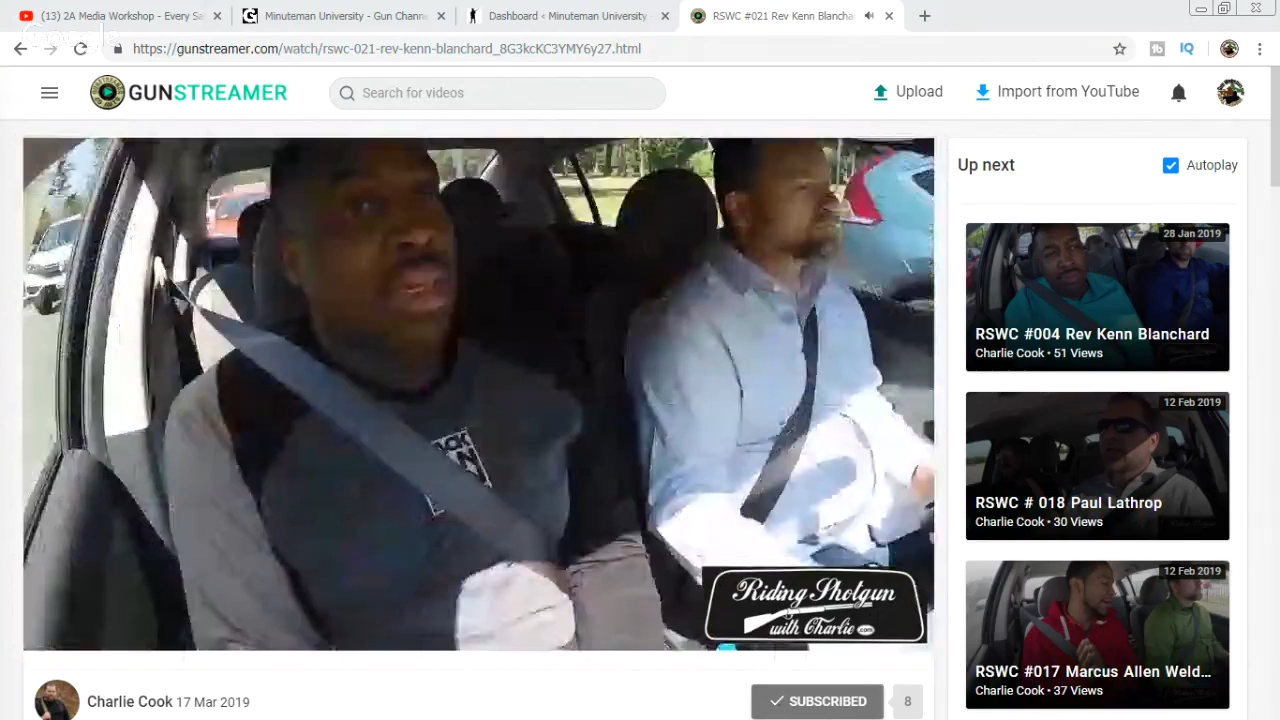 (13) 2A Media Workshop - Every Sa
Minuteman University - Gun Chann
Dashboard ‹ Minuteman University -
RSWC #021 Rev Kenn Blancha
https://gunstreamer.com/watch/rswc-021-rev-kenn-blanchard_8G3kcKC3YMY6y27.html
GUNSTREAMER
Search for videos
Upload
Import from YouTube
Up next
Autoplay
28 Jan 2019
RSWC #004 Rev Kenn Blanchard
Charlie Cook • 51 Views
12 Feb 2019
RSWC # 018 Paul Lathrop
Charlie Cook • 30 Views
12 Feb 2019
RSWC #017 Marcus Allen Weld...
Charlie Cook • 37 Views
Riding Shotgun
with Charlie.com
Charlie Cook 17 Mar 2019
SUBSCRIBED
8